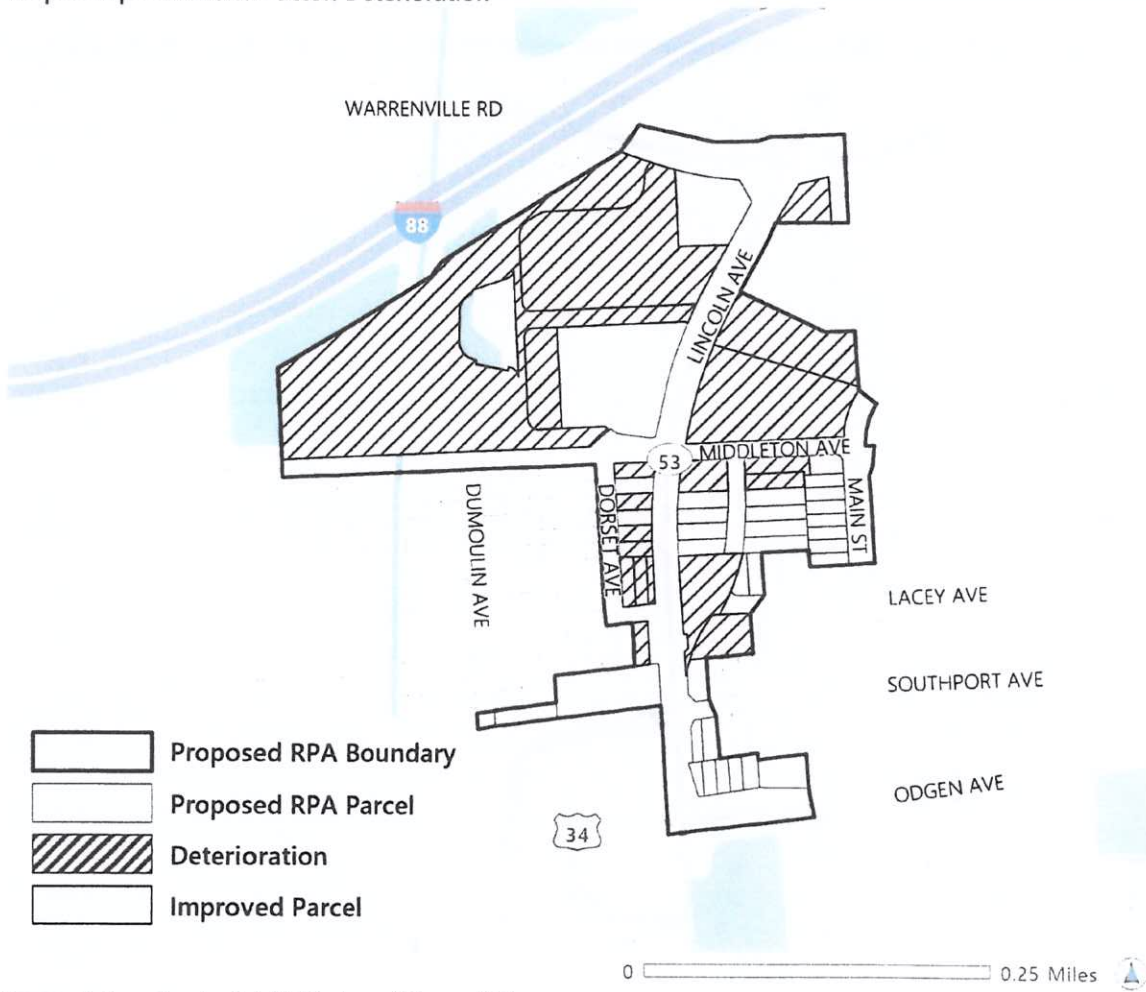 Deterioration
WARRENVILLE RD
88
LINCOLN AVE
MIDDLETON AVE
53
DUMOULIN AVE
DORSET AVE
MAIN ST
LACEY AVE
SOUTHPORT AVE
ODGEN AVE
34
Proposed RPA Boundary
Proposed RPA Parcel
Deterioration
Improved Parcel
0 0.25 Miles